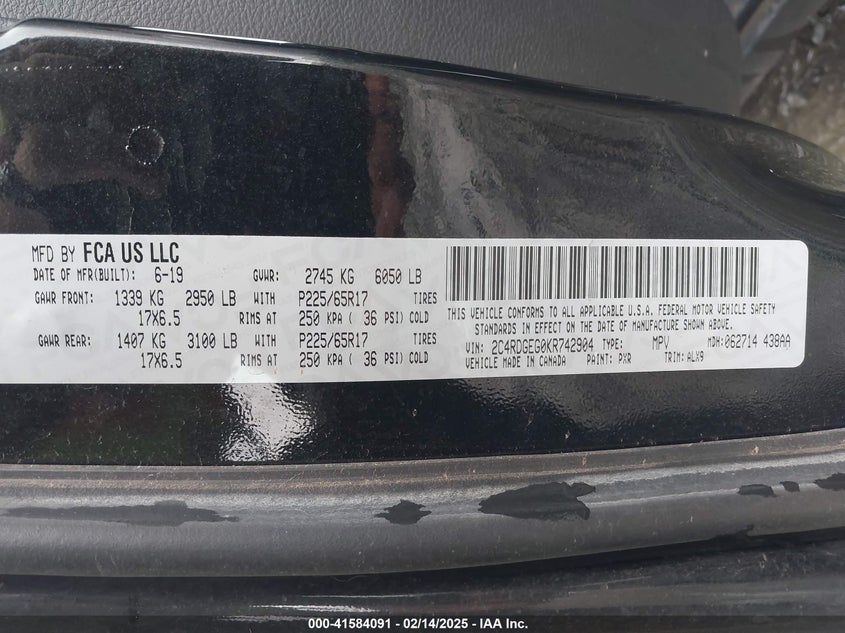 MFD BY FCA US LLC
DATE OF MFR(BUILT): 6-19 GVWR: 2745 KG 6050 LB
GAWR FRONT: 1339 KG 2950 LB WITH P225/65R17 TIRES
17X6.5 RIMS AT 250 KPA ( 36 PSI) COLD
GAWR REAR: 1407 KG 3100 LB WITH P225/65R17 TIRES
17X6.5 RIMS AT 250 KPA ( 36 PSI) COLD
THIS VEHICLE CONFORMS TO ALL APPLICABLE U.S.A. FEDERAL MOTOR VEHICLE SAFETY
STANDARDS IN EFFECT ON THE DATE OF MANUFACTURE SHOWN ABOVE.
VIN: 2C4RDGEG0KR742904 TYPE: MPV MDH: 062714 438AA
VEHICLE MADE IN CANADA PAINT: PXR TRIM: ALX9
000-41584091 - 02/14/2025 - IAA Inc.